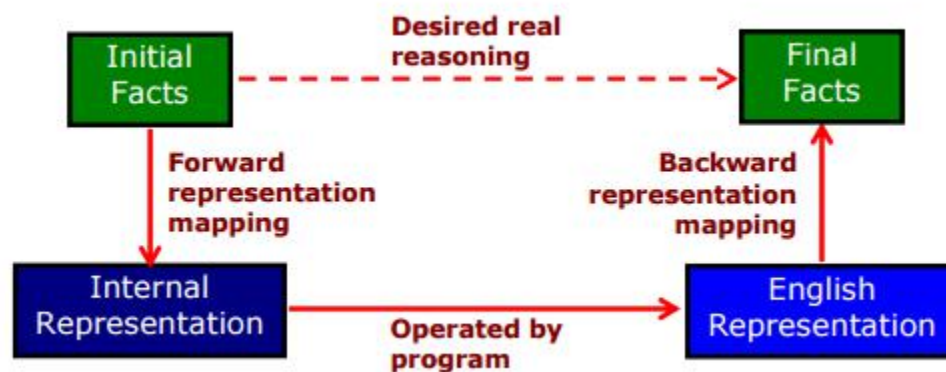 Initial
Facts
Desired real
reasoning
Final
Facts
Forward
representation
mapping
Backward
representation
mapping
Internal
Representation
Operated by
program
English
Representation